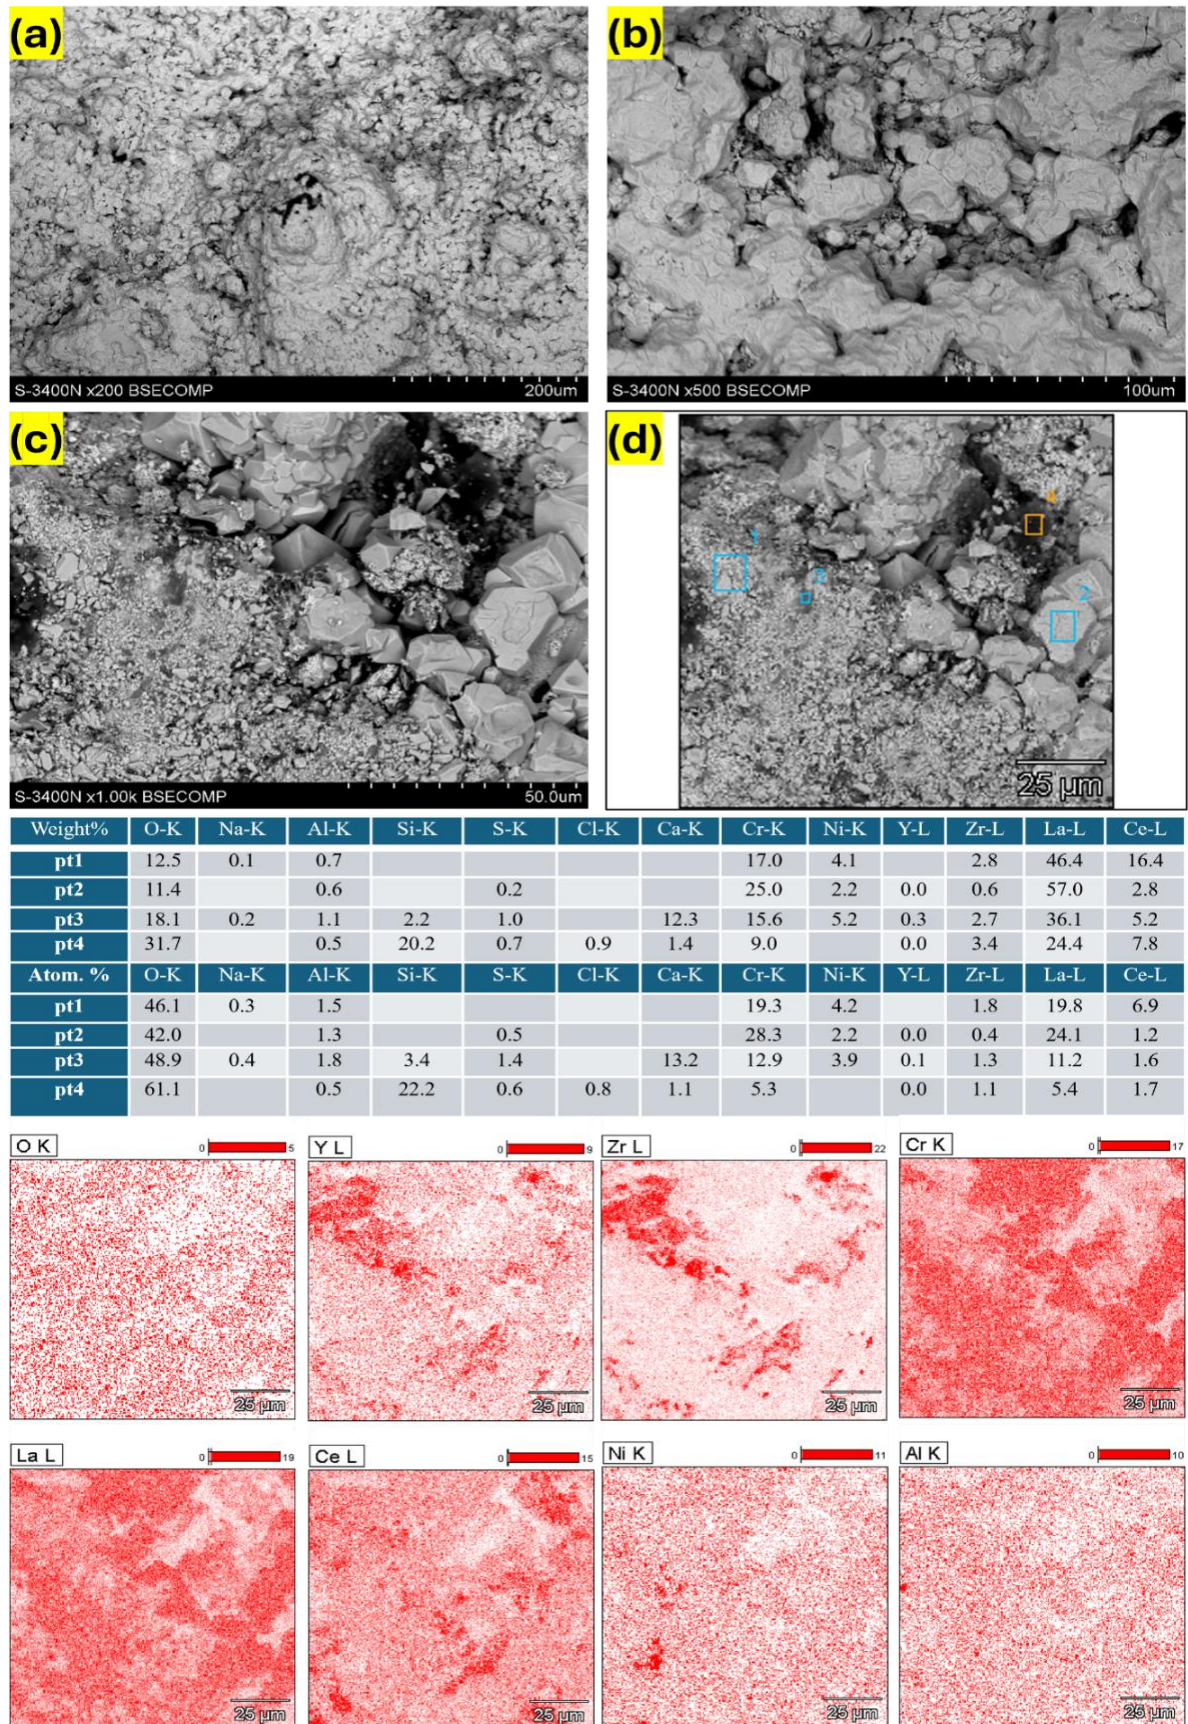 (a)
(b)
S-3400N x200 BSECOMP 200um
S-3400N x500 BSECOMP 100um
(c)
(d)
1
3
4
2
25 µm
S-3400N x1.00k BSECOMP 50.0um
Weight% O-K Na-K Al-K Si-K S-K Cl-K Ca-K Cr-K Ni-K Y-L Zr-L La-L Ce-L
pt1 12.5 0.1 0.7 17.0 4.1 2.8 46.4 16.4
pt2 11.4 0.6 0.2 25.0 2.2 0.0 0.6 57.0 2.8
pt3 18.1 0.2 1.1 2.2 1.0 12.3 15.6 5.2 0.3 2.7 36.1 5.2
pt4 31.7 0.5 20.2 0.7 0.9 1.4 9.0 0.0 3.4 24.4 7.8
Atom. % O-K Na-K Al-K Si-K S-K Cl-K Ca-K Cr-K Ni-K Y-L Zr-L La-L Ce-L
pt1 46.1 0.3 1.5 19.3 4.2 1.8 19.8 6.9
pt2 42.0 1.3 0.5 28.3 2.2 0.0 0.4 24.1 1.2
pt3 48.9 0.4 1.8 3.4 1.4 13.2 12.9 3.9 0.1 1.3 11.2 1.6
pt4 61.1 0.5 22.2 0.6 0.8 1.1 5.3 0.0 1.1 5.4 1.7
O K 0 5
Y L 0 9
Zr L 0 22
Cr K 0 17
25 µm
25 µm
25 µm
25 µm
La L 0 19
Ce L 0 15
Ni K 0 11
Al K 0 10
25 µm
25 µm
25 µm
25 µm